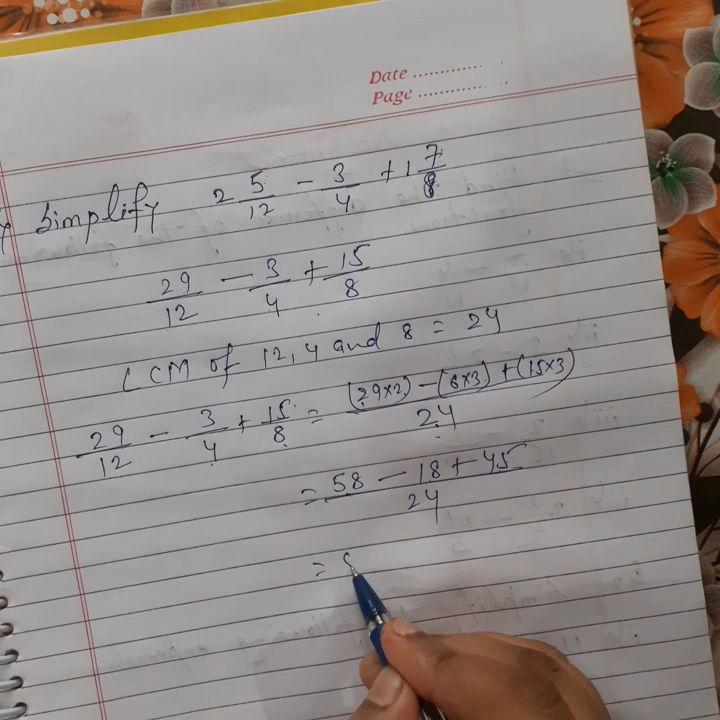 Date ..............
Page ..............
Simplify 2 5/12 - 3/4 + 1 7/8
29/12 - 3/4 + 15/8
LCM of 12, 4 and 8 = 24
29/12 - 3/4 + 15/8 = (29×2) - (6×3) + (15×3)/24
= 58 - 18 + 45/24
=